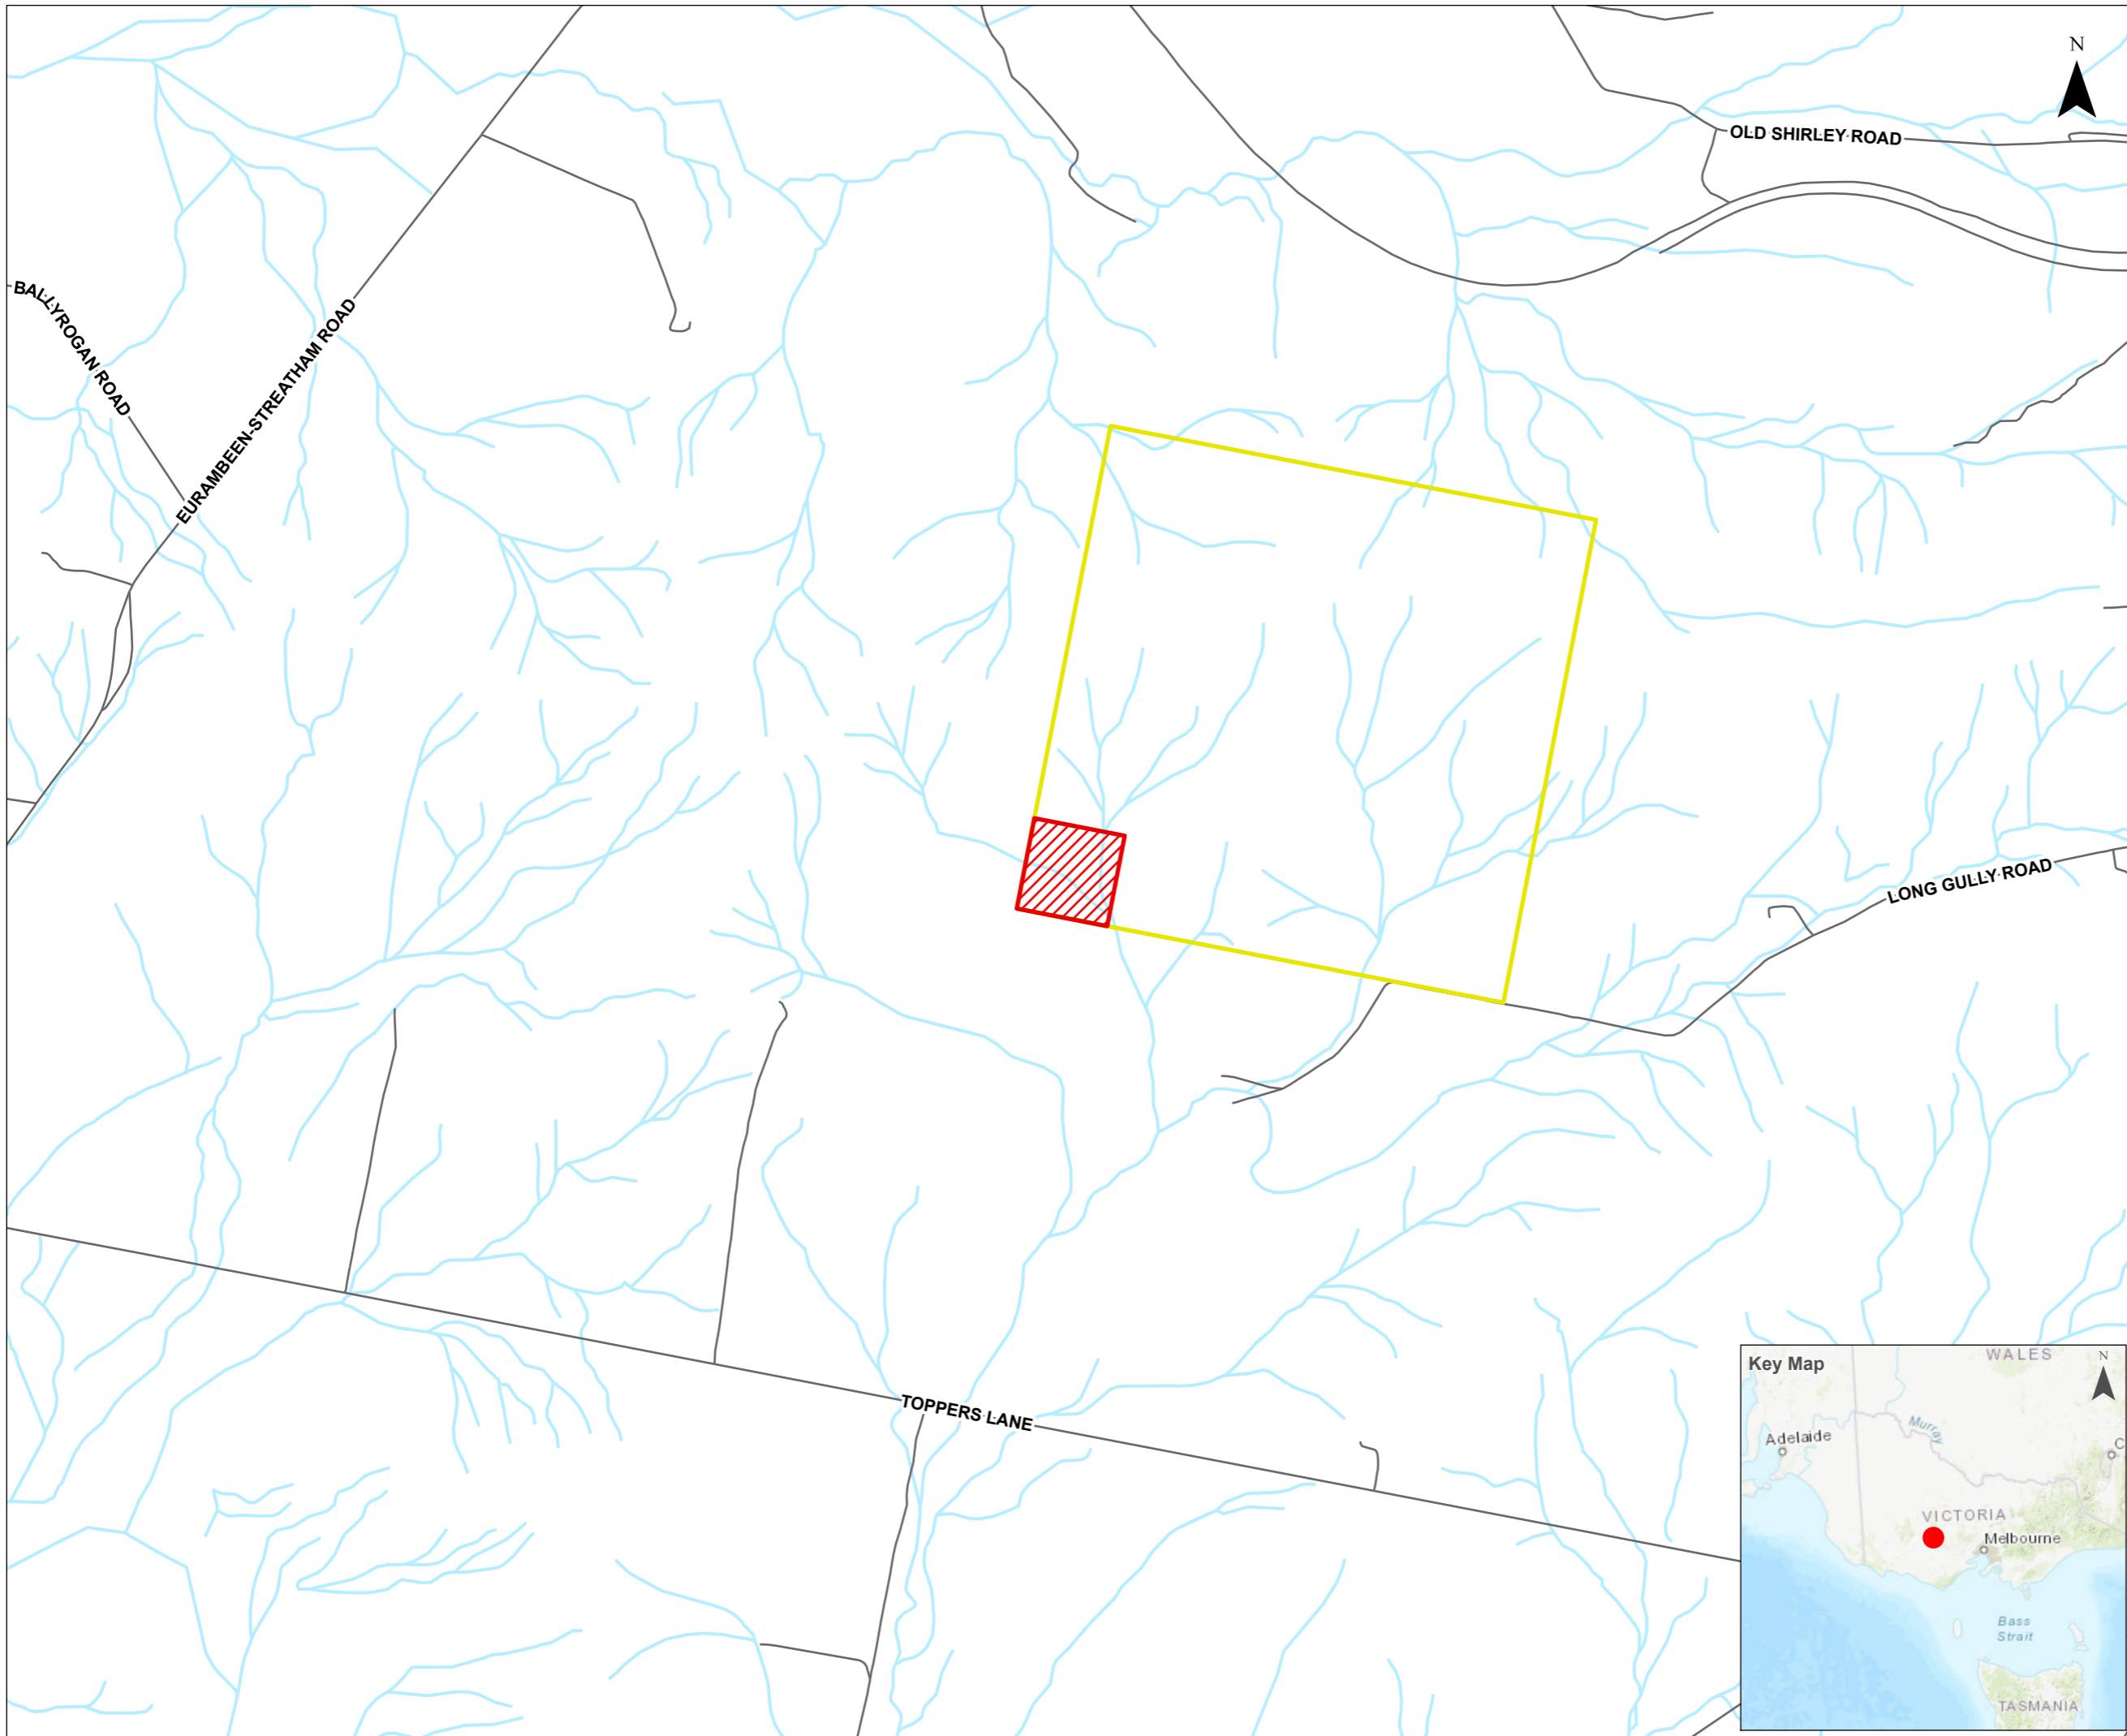 N
OLD SHIRLEY ROAD
BALLYROGAN ROAD
EURAMBEEN-STREATHAM ROAD
LONG GULLY ROAD
TOPPERS LANE
Key Map
WALES
N
Murray
Adelaide
C
VICTORIA
Melbourne
Bass
Strait
TASMANIA